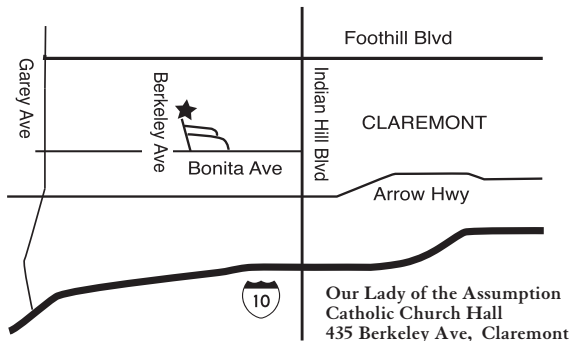 Foothill Blvd
Garey Ave
Berkeley Ave
Indian Hill Blvd
CLAREMONT
Bonita Ave
Arrow Hwy
10
Our Lady of the Assumption
Catholic Church Hall
435 Berkeley Ave, Claremont